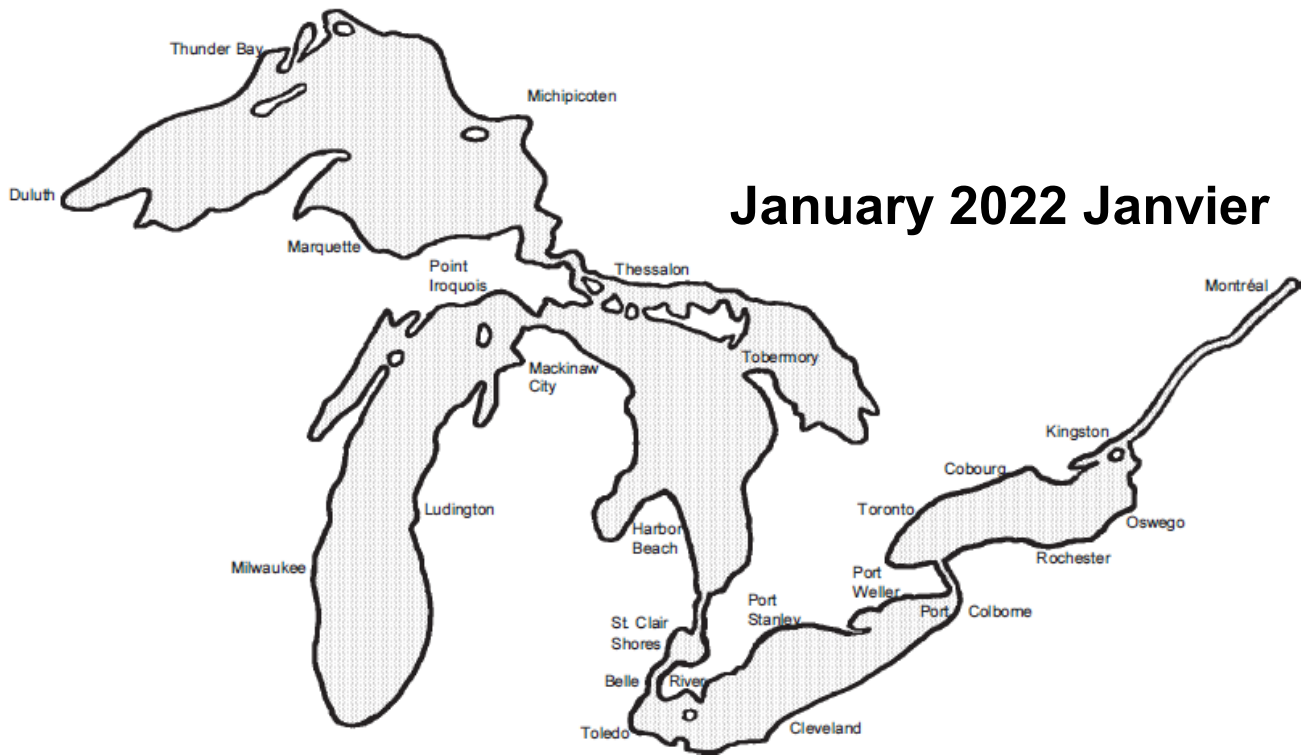 Thunder Bay
Michipicoten
Duluth
January 2022 Janvier
Marquette
Point
Iroquois
Thessalon
Montréal
Tobermory
Mackinaw
City
Kingston
Cobourg
Ludington
Toronto
Oswego
Harbor
Beach
Rochester
Milwaukee
Port
Weller
Port
Stanley
Port Colborne
St. Clair
Shores
Belle River
Cleveland
Toledo